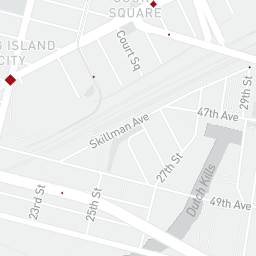 SQUARE
G ISLAND
CITY
Court Sq
29th St
47th Ave
Skillman Ave
27th St
Dutch Kills
23rd St
25th St
49th Ave